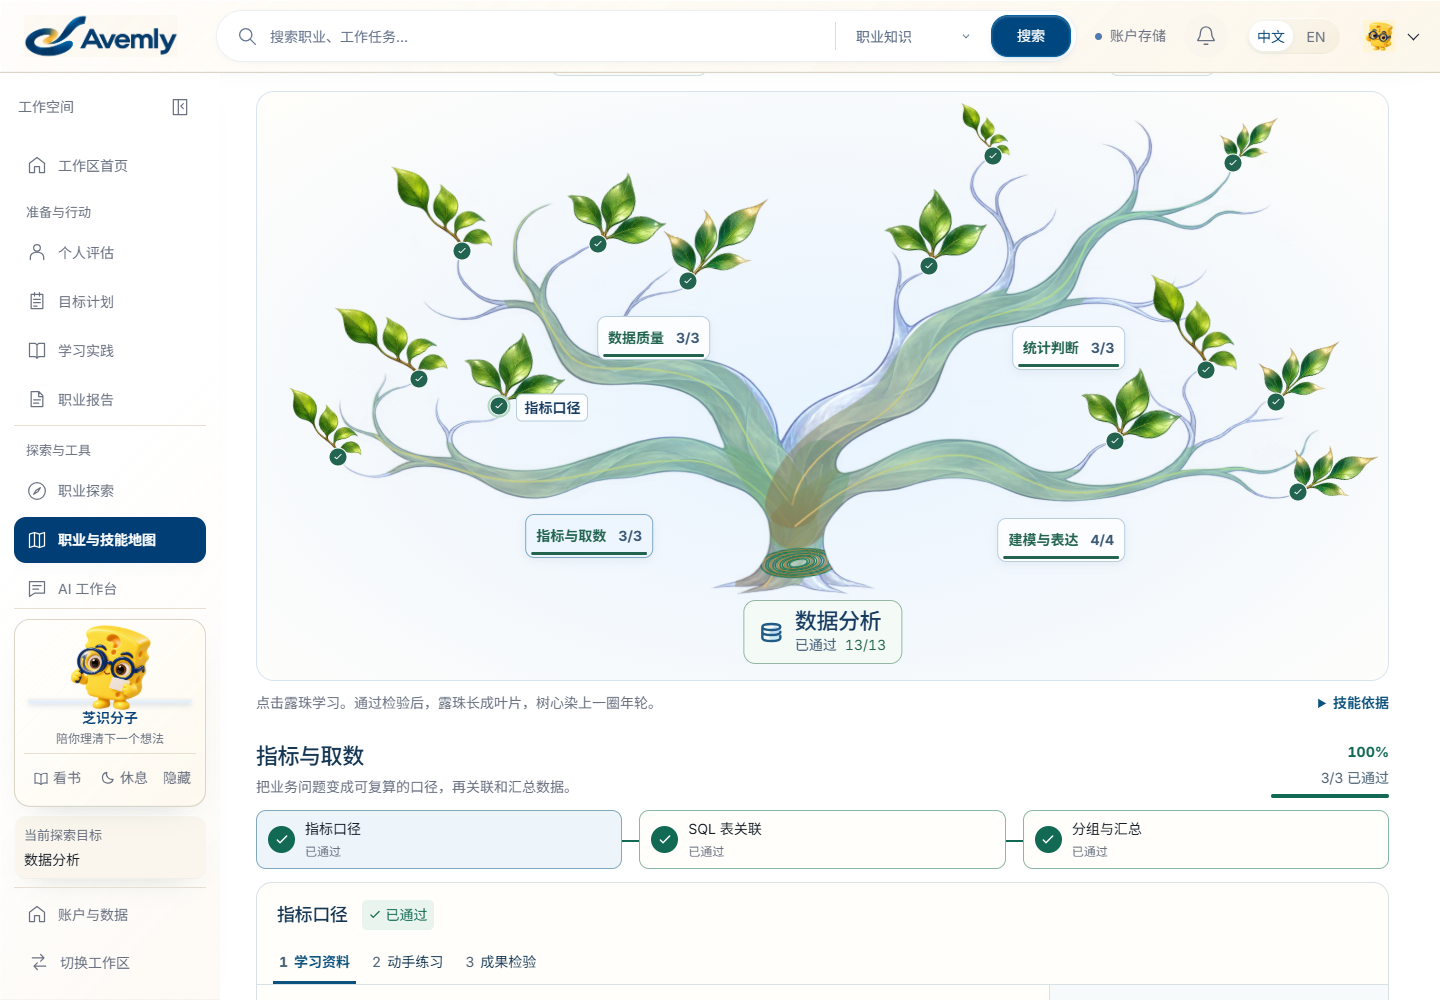 Avemly
搜索职业、工作任务...
职业知识
搜索
账户存储
中文
EN
工作空间
工作区首页
准备与行动
个人评估
目标计划
学习实践
职业报告
探索与工具
职业探索
职业与技能地图
AI 工作台
芝识分子
陪你理清下一个想法
看书
休息
隐藏
当前探索目标
数据分析
账户与数据
切换工作区
数据质量 3/3
统计判断 3/3
指标口径
指标与取数 3/3
建模与表达 4/4
数据分析
已通过 13/13
点击露珠学习。通过检验后，露珠长成叶片，树心染上一圈年轮。
技能依据
指标与取数
100%
把业务问题变成可复算的口径，再关联和汇总数据。
3/3 已通过
指标口径
已通过
SQL 表关联
已通过
分组与汇总
已通过
指标口径
已通过
1 学习资料
2 动手练习
3 成果检验